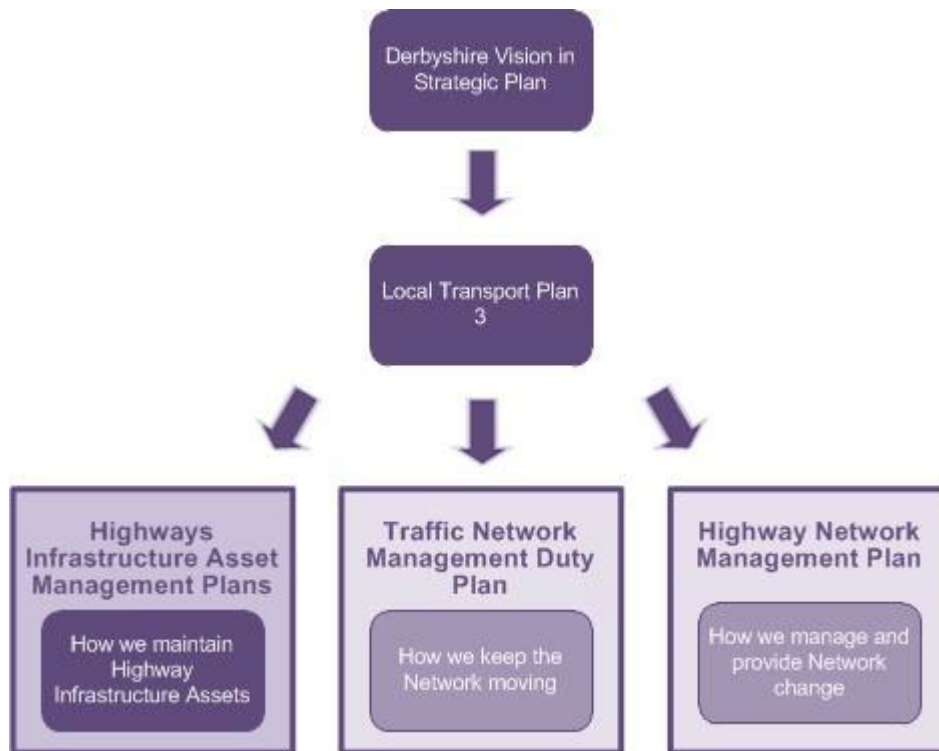 Derbyshire Vision in
Strategic Plan
Local Transport Plan
3
Highways
Infrastructure Asset
Management Plans
How we maintain
Highway
Infrastructure Assets
Traffic Network
Management Duty
Plan
How we keep the
Network moving
Highway Network
Management Plan
How we manage and
provide Network
change